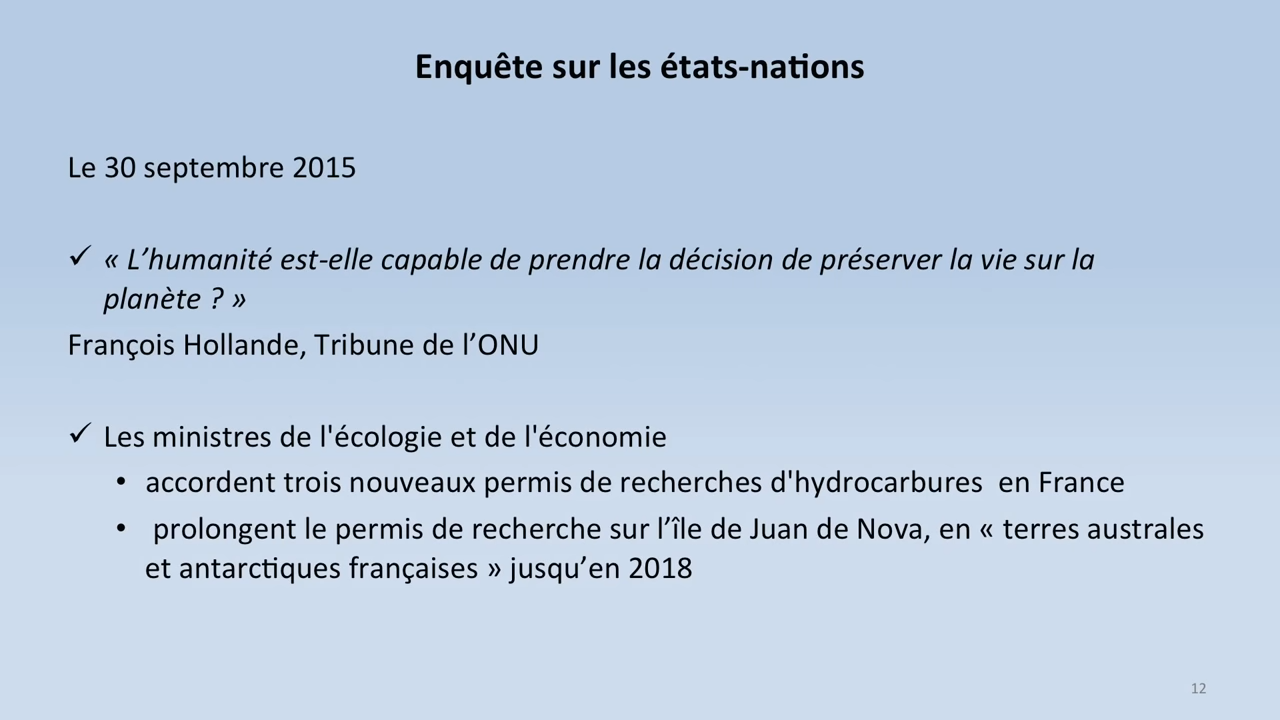 Enquête sur les états-nations
Le 30 septembre 2015
✓ « L’humanité est-elle capable de prendre la décision de préserver la vie sur la
planète ? »
François Hollande, Tribune de l’ONU
✓ Les ministres de l'écologie et de l'économie
• accordent trois nouveaux permis de recherches d'hydrocarbures  en France
•  prolongent le permis de recherche sur l’île de Juan de Nova, en « terres australes
et antarctiques françaises » jusqu’en 2018
12